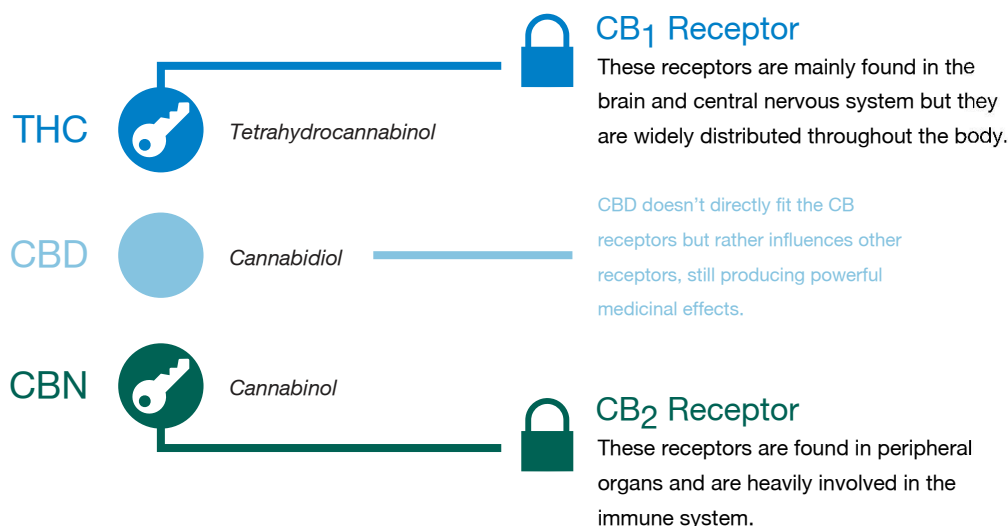 CB₁ Receptor
These receptors are mainly found in the
brain and central nervous system but they
are widely distributed throughout the body.
THC
Tetrahydrocannabinol
CBD
Cannabidiol
CBD doesn’t directly fit the CB
receptors but rather influences other
receptors, still producing powerful
medicinal effects.
CBN
Cannabinol
CB₂ Receptor
These receptors are found in peripheral
organs and are heavily involved in the
immune system.